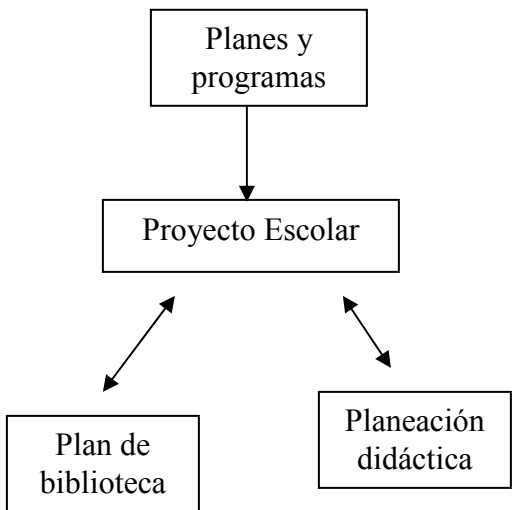 Planes y
programas
Proyecto Escolar
Plan de
biblioteca
Planeación
didáctica